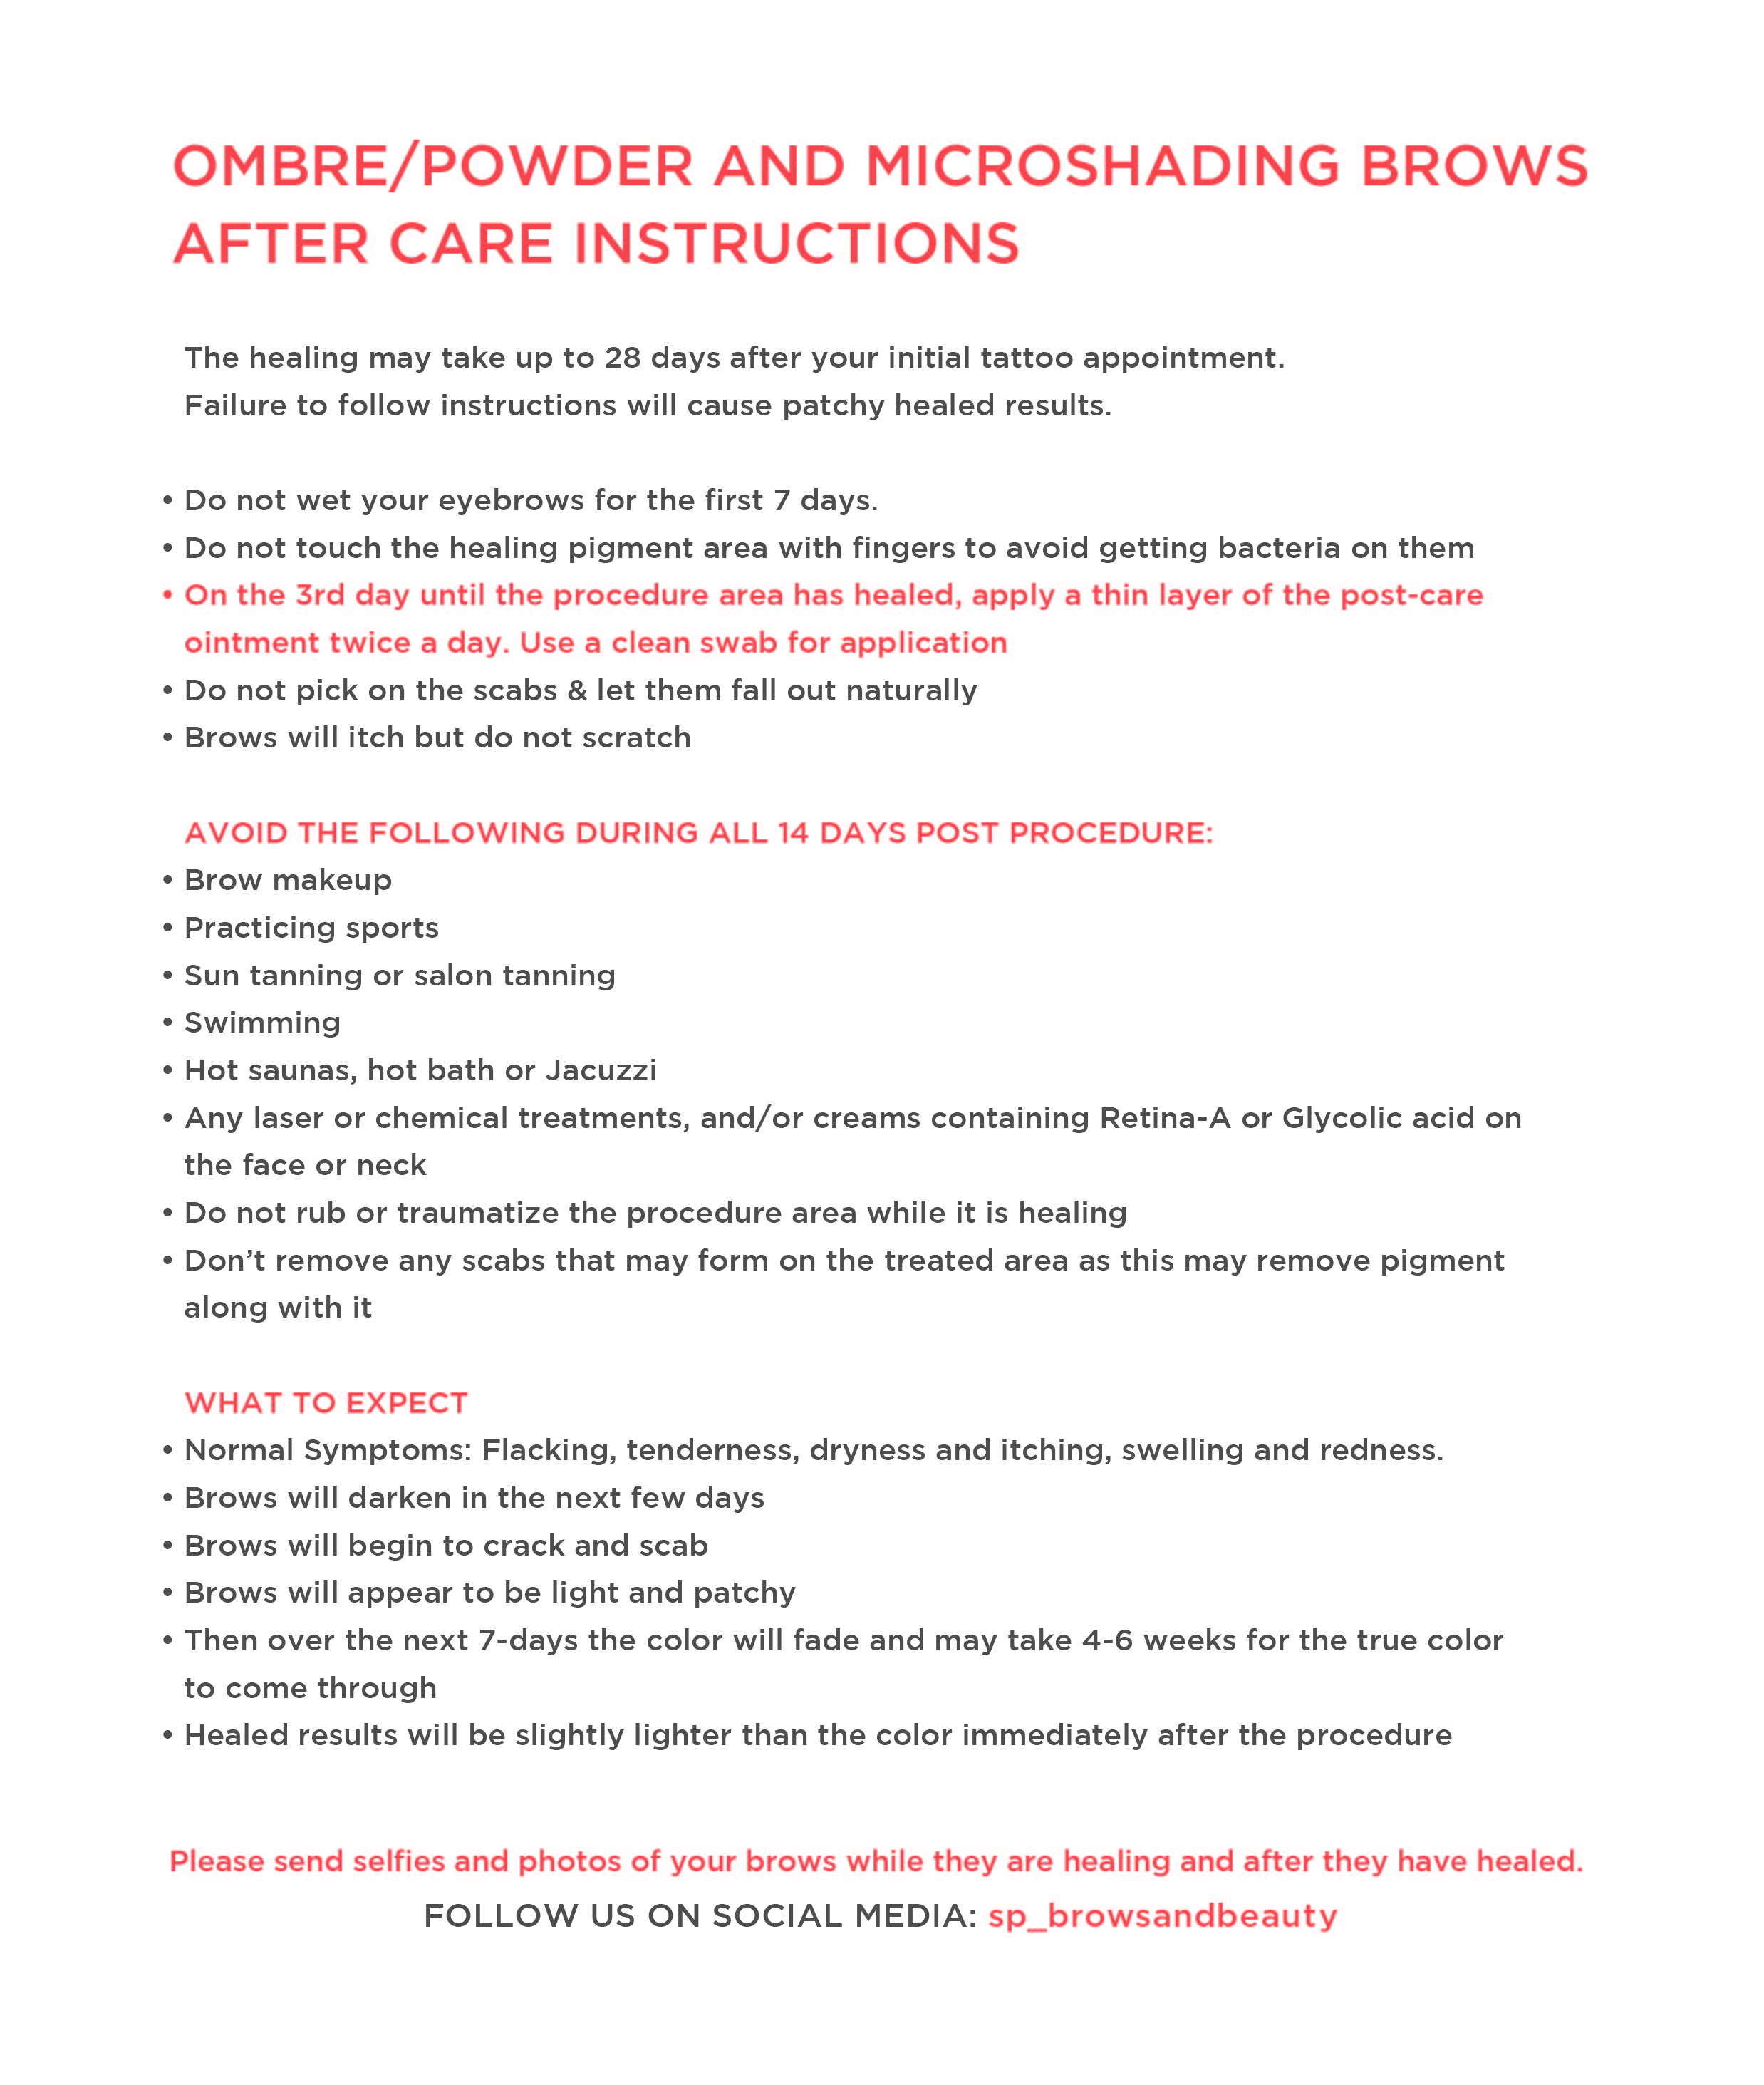 OMBRE/POWDER AND MICROSHADING BROWS
AFTER CARE INSTRUCTIONS
The healing may take up to 28 days after your initial tattoo appointment.
Failure to follow instructions will cause patchy healed results.
• Do not wet your eyebrows for the first 7 days.
• Do not touch the healing pigment area with fingers to avoid getting bacteria on them
• On the 3rd day until the procedure area has healed, apply a thin layer of the post-care
ointment twice a day. Use a clean swab for application
• Do not pick on the scabs & let them fall out naturally
• Brows will itch but do not scratch
AVOID THE FOLLOWING DURING ALL 14 DAYS POST PROCEDURE:
• Brow makeup
• Practicing sports
• Sun tanning or salon tanning
• Swimming
• Hot saunas, hot bath or Jacuzzi
• Any laser or chemical treatments, and/or creams containing Retina-A or Glycolic acid on
the face or neck
• Do not rub or traumatize the procedure area while it is healing
• Don’t remove any scabs that may form on the treated area as this may remove pigment
along with it
WHAT TO EXPECT
• Normal Symptoms: Flacking, tenderness, dryness and itching, swelling and redness.
• Brows will darken in the next few days
• Brows will begin to crack and scab
• Brows will appear to be light and patchy
• Then over the next 7-days the color will fade and may take 4-6 weeks for the true color
to come through
• Healed results will be slightly lighter than the color immediately after the procedure
Please send selfies and photos of your brows while they are healing and after they have healed.
FOLLOW US ON SOCIAL MEDIA: sp_browsandbeauty